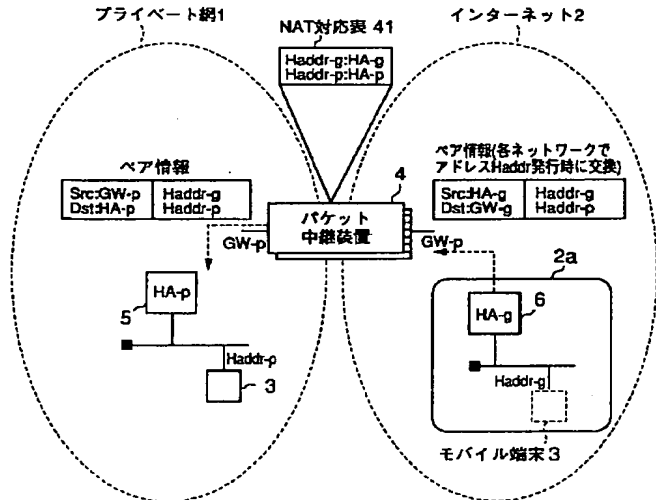 プライベート網1
インターネット2
NAT対応表 41
Haddr-g:HA-g
Haddr-p:HA-p
ペア情報
Src:GW-p Haddr-g
Dst:HA-p Haddr-p
ペア情報(各ネットワークで
アドレスHaddr発行時に交換)
Src:HA-g Haddr-g
Dst:GW-g Haddr-p
4
パケット
中継装置
GW-p
GW-p
2a
HA-p
5
HA-g
6
Haddr-p
3
Haddr-g
モバイル端末3